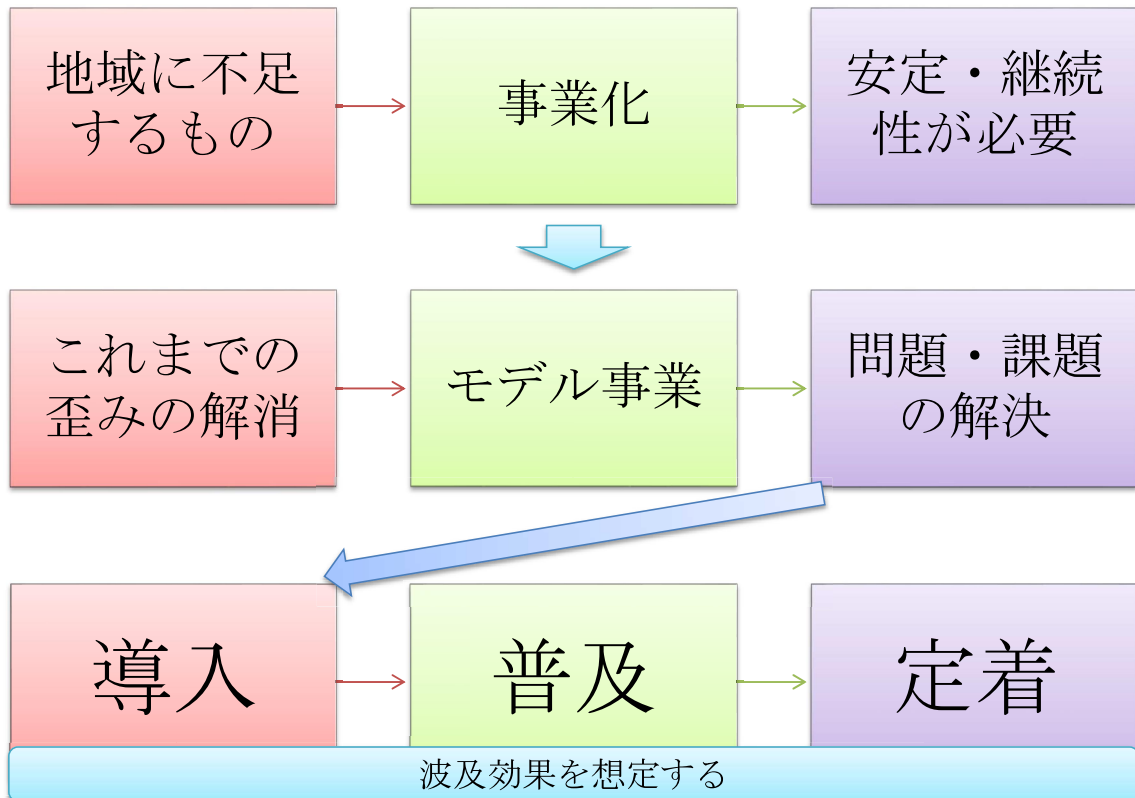 地域に不足
するもの
事業化
安定・継続
性が必要
これまでの
歪みの解消
モデル事業
問題・課題
の解決
導入
普及
定着
波及効果を想定する